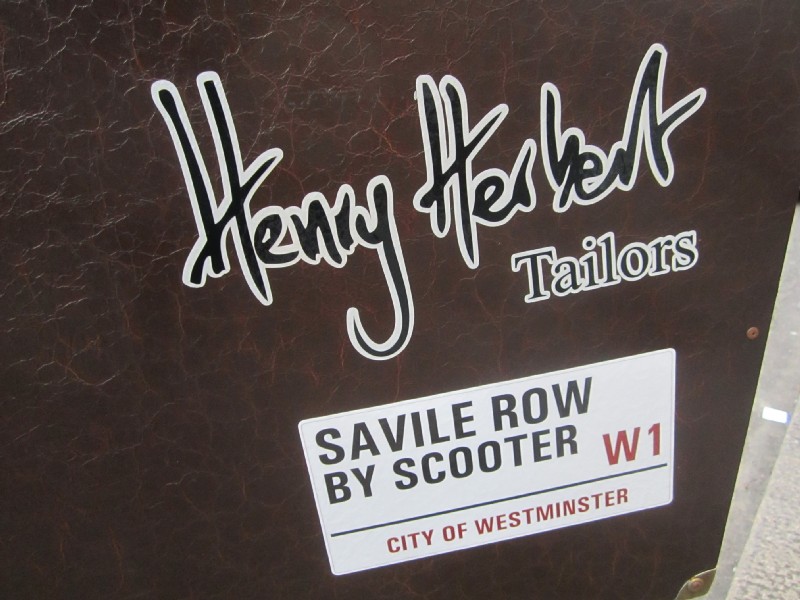 Henry Herbert
Tailors
SAVILE ROW
BY SCOOTER W1
CITY OF WESTMINSTER